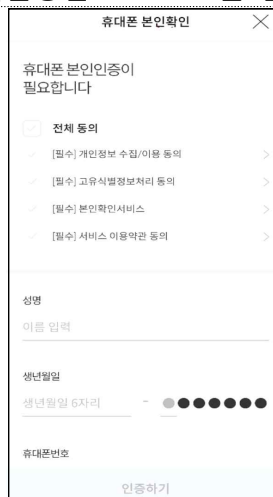 휴대폰 본인확인
휴대폰 본인인증이
필요합니다
전체 동의
[필수] 개인정보 수집/이용 동의
[필수] 고유식별정보처리 동의
[필수] 본인확인서비스
[필수] 서비스 이용약관 동의
성명
이름 입력
생년월일
생년월일 6자리 - ●●●●●●●
휴대폰번호
인증하기